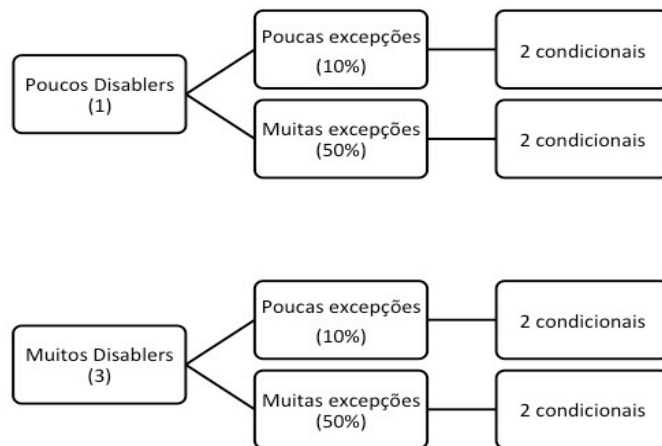 Poucos Disablers
(1)
Poucas excepções
(10%)
2 condicionais
Muitas excepções
(50%)
2 condicionais
Muitos Disablers
(3)
Poucas excepções
(10%)
2 condicionais
Muitas excepções
(50%)
2 condicionais